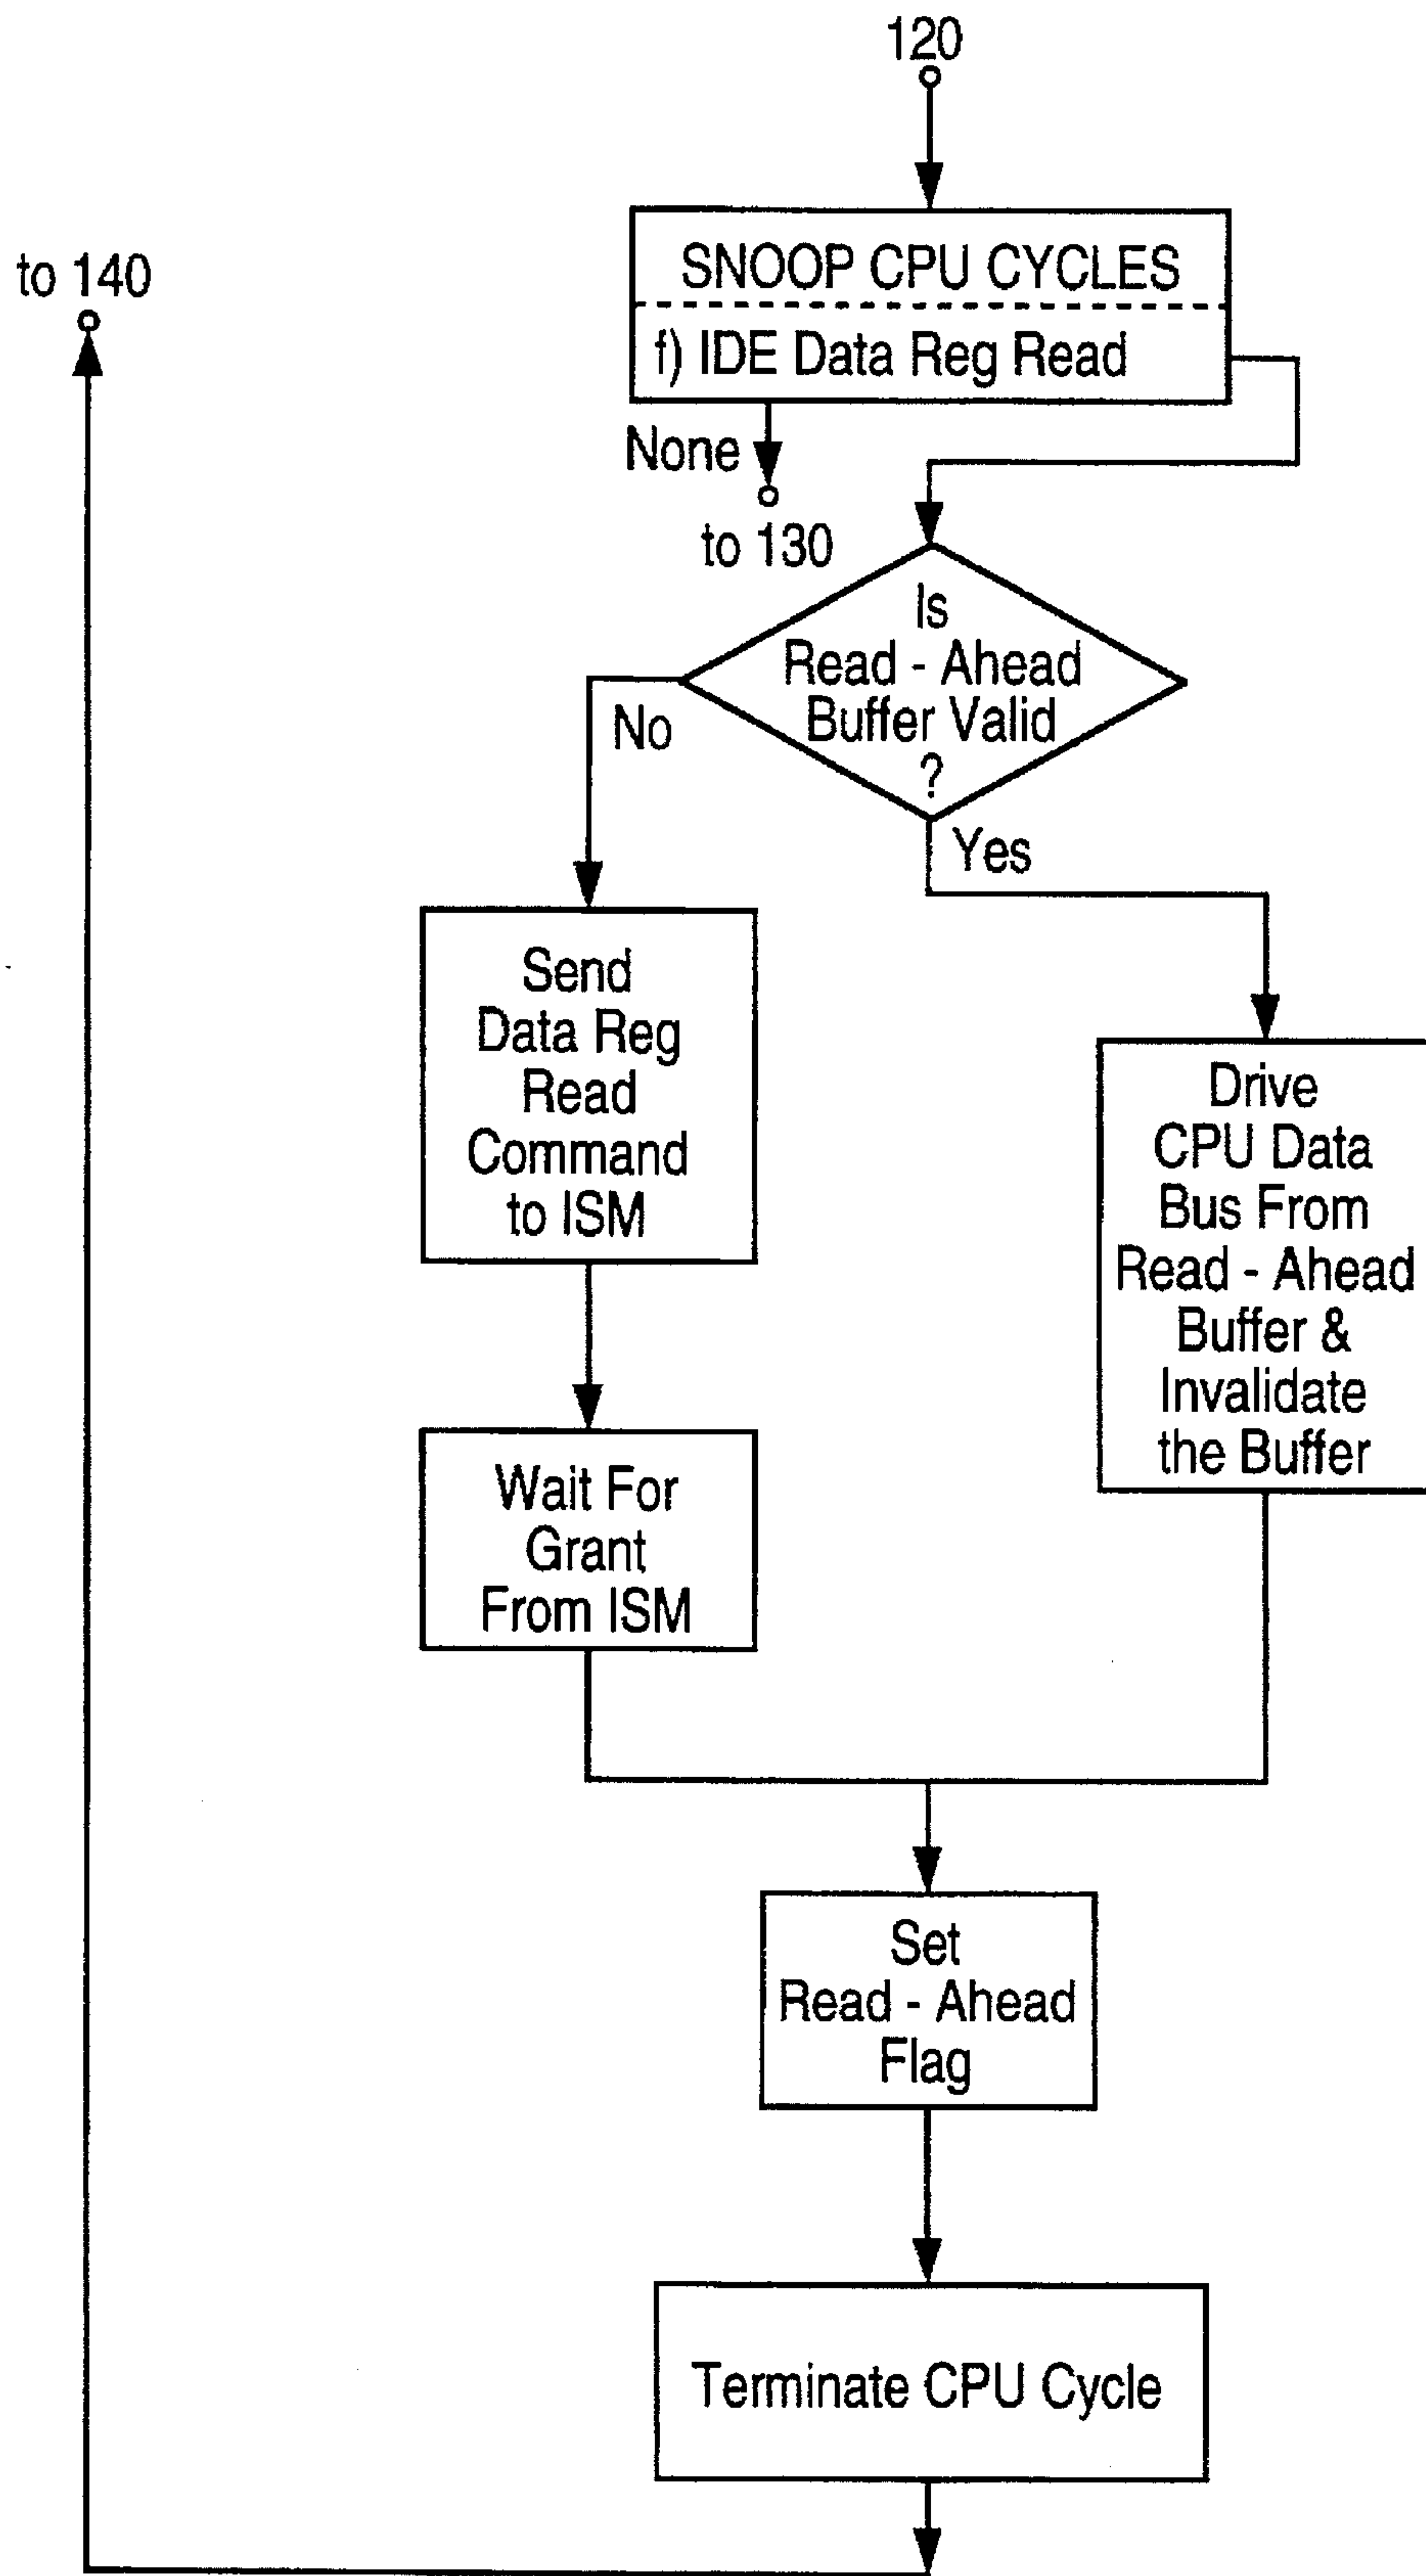 120
to 140
SNOOP CPU CYCLES
f) IDE Data Reg Read
None
to 130
Is
Read - Ahead
Buffer Valid
?
No
Yes
Send
Data Reg
Read
Command
to ISM
Drive
CPU Data
Bus From
Read - Ahead
Buffer &
Invalidate
the Buffer
Wait For
Grant
From ISM
Set
Read - Ahead
Flag
Terminate CPU Cycle